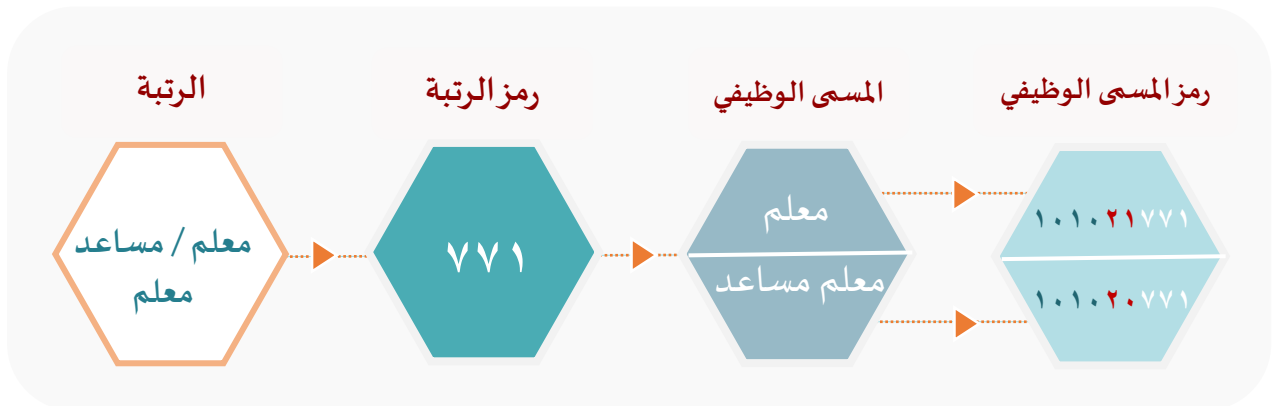 الرتبة
رمز الرتبة
المسمى الوظيفي
رمز المسمى الوظيفي
معلم / مساعد
معلم
٧٧١
معلم
معلم مساعد
١٠١٠٢١٧٧١
١٠١٠٢٠٧٧١